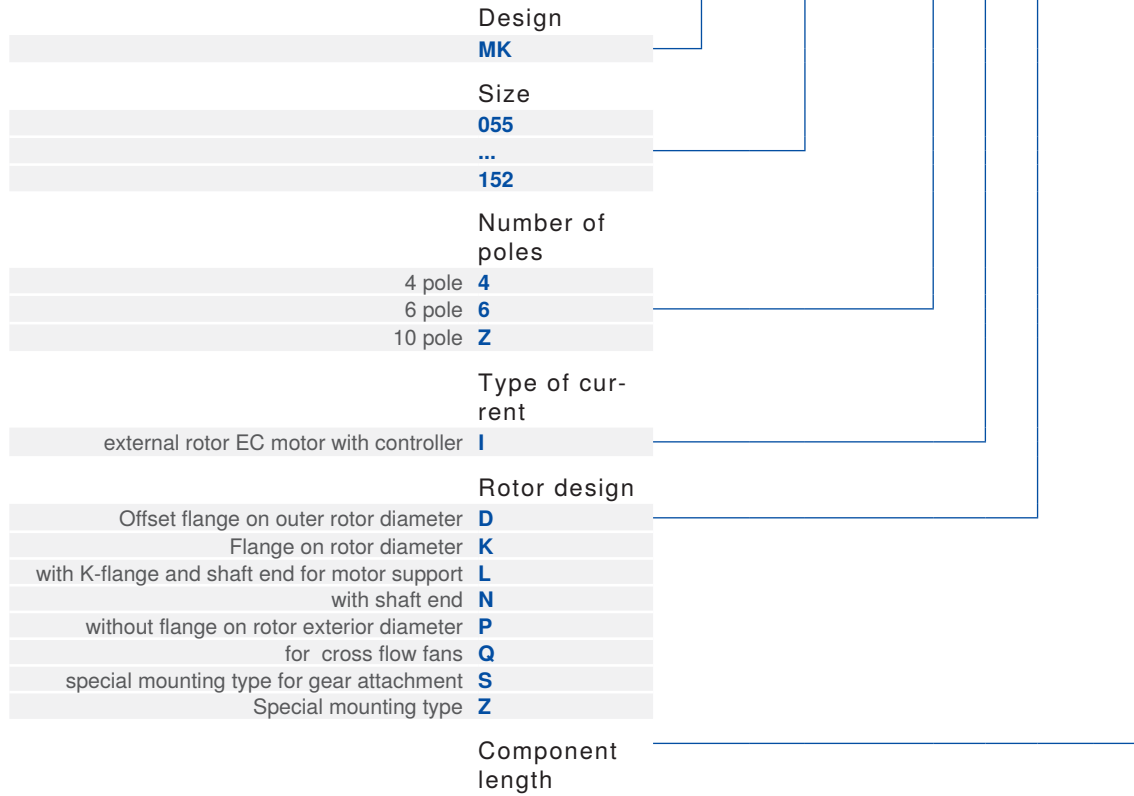 Design
MK
Size
055
...
152
Number of
poles
4 pole 4
6 pole 6
10 pole Z
Type of cur-
rent
external rotor EC motor with controller I
Rotor design
Offset flange on outer rotor diameter D
Flange on rotor diameter K
with K-flange and shaft end for motor support L
with shaft end N
without flange on rotor exterior diameter P
for cross flow fans Q
special mounting type for gear attachment S
Special mounting type Z
Component
length